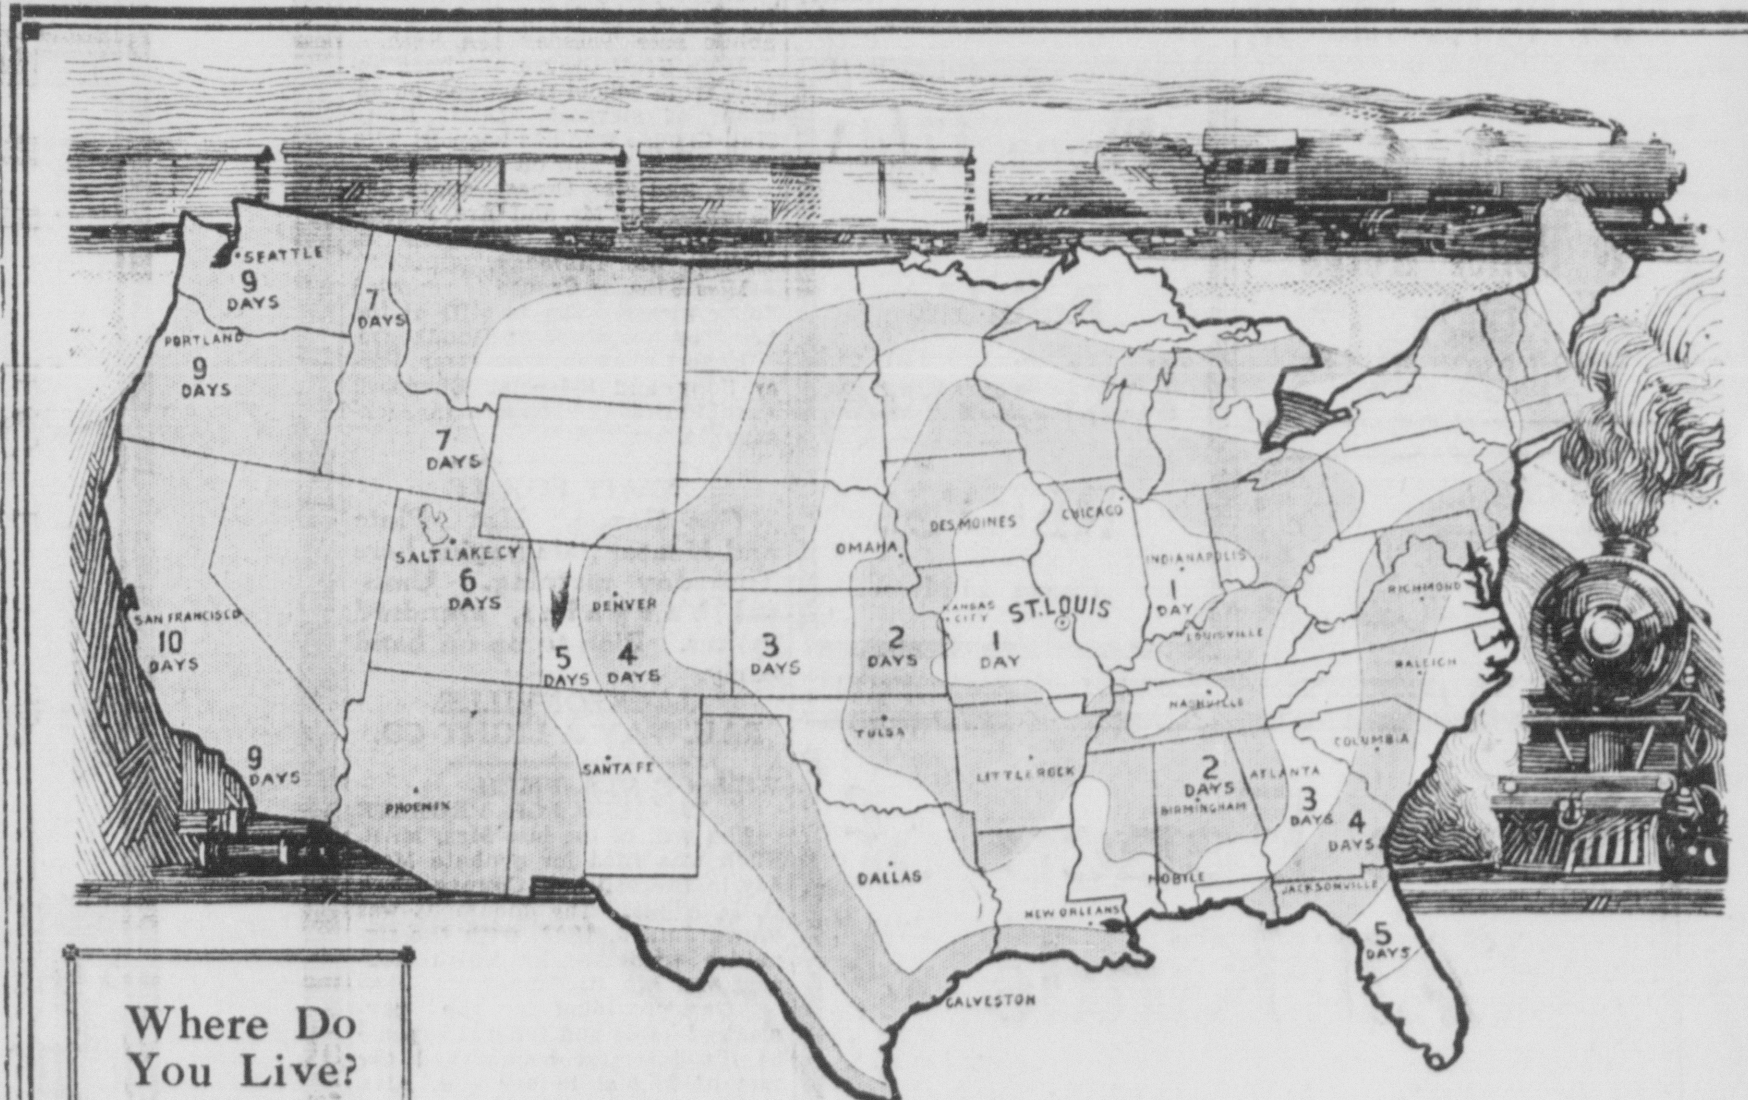 SEATTLE
9
DAYS
7
DAYS
PORTLAND
9
DAYS
7
DAYS
SALT LAKE CY
6
DAYS
SAN FRANCISCO
10
DAYS
9
DAYS
PHOENIX
DENVER
5
DAYS
4
DAYS
SANTA FE
3
DAYS
2
DAYS
OMAHA
DES MOINES
CHICAGO
KANSAS
CITY
ST. LOUIS
1
DAY
INDIANAPOLIS
1
DAY
LOUISVILLE
RICHMOND
RALEIGH
NASHVILLE
TULSA
LITTLE ROCK
COLUMBIA
2
DAYS
BIRMINGHAM
ATLANTA
3
DAYS
4
DAYS
DALLAS
MOBILE
JACKSONVILLE
NEW ORLEANS
5
DAYS
GALVESTON
Where Do
You Live?